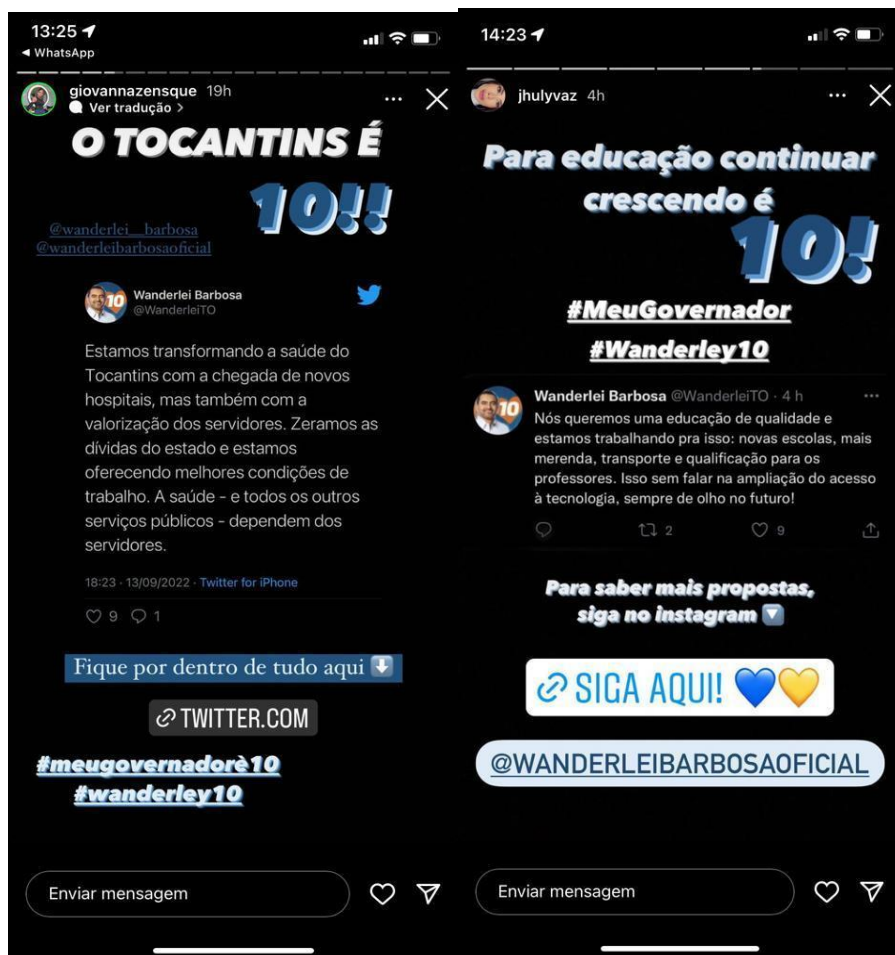 13:25
WhatsApp
giovannazensque 19h
Ver tradução >
O TOCANTINS É
10!!
@wanderlei__barbosa
@wanderleibarbosaoficial
10
Wanderlei Barbosa
@WanderleiTO
Estamos transformando a saúde do
Tocantins com a chegada de novos
hospitais, mas também com a
valorização dos servidores. Zeramos as
dívidas do estado e estamos
oferecendo melhores condições de
trabalho. A saúde - e todos os outros
serviços públicos - dependem dos
servidores.
18:23 · 13/09/2022 · Twitter for iPhone
9 1
Fique por dentro de tudo aqui
TWITTER.COM
#meugovernadorè10
#wanderley10
Enviar mensagem
14:23
jhulyvaz 4h
Para educação continuar
crescendo é
10!
#MeuGovernador
#Wanderley10
10
Wanderlei Barbosa @WanderleiTO · 4 h
Nós queremos uma educação de qualidade e
estamos trabalhando pra isso: novas escolas, mais
merenda, transporte e qualificação para os
professores. Isso sem falar na ampliação do acesso
à tecnologia, sempre de olho no futuro!
2 9
Para saber mais propostas,
siga no instagram
SIGA AQUI!
@WANDERLEIBARBOSAOFICIAL
Enviar mensagem